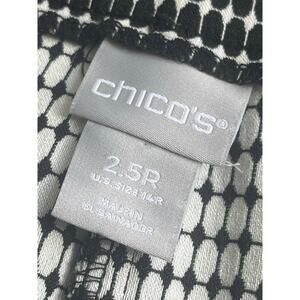 chico's®
2.5R
U.S. SIZE 14R
MADE IN
EL SALVADOR